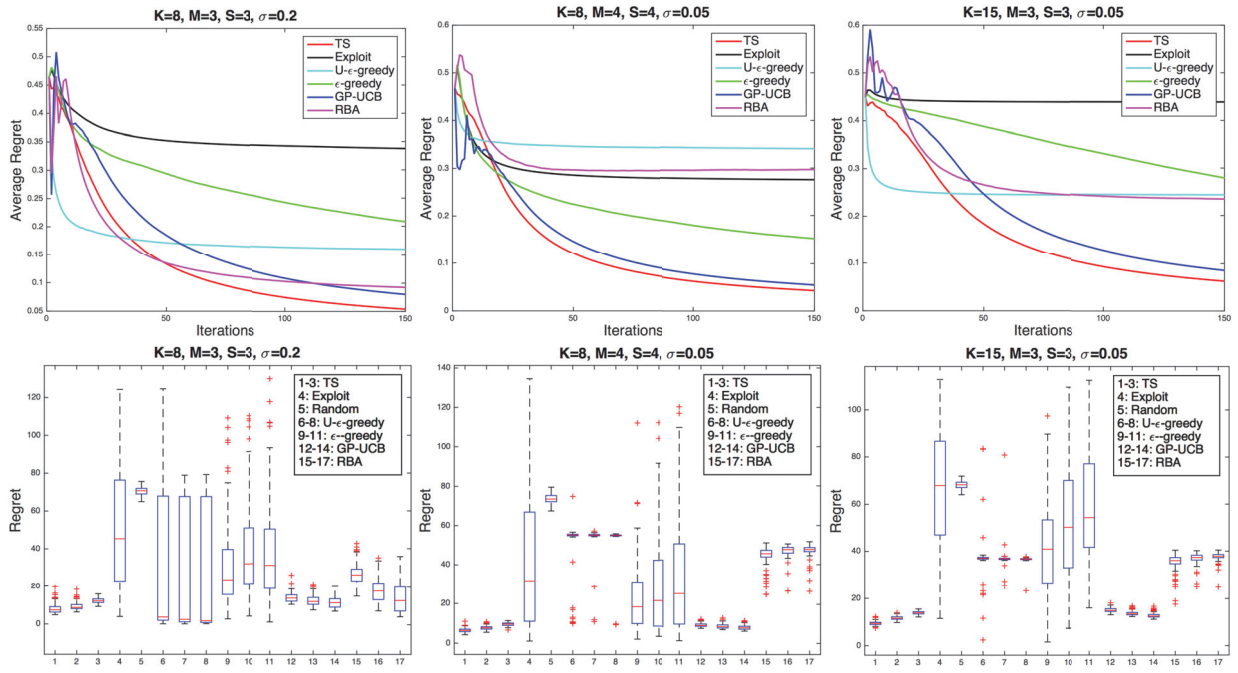 K=8, M=3, S=3, σ=0.2
Average Regret
0.55
0.5
0.45
0.4
0.35
0.3
0.25
0.2
0.15
0.1
0.05
TS
Exploit
U-ϵ-greedy
ϵ-greedy
GP-UCB
RBA
0 50 100 150
Iterations
K=8, M=4, S=4, σ=0.05
Average Regret
0.6
0.5
0.4
0.3
0.2
0.1
0
TS
Exploit
U-ϵ-greedy
ϵ-greedy
GP-UCB
RBA
0 50 100 150
Iterations
K=15, M=3, S=3, σ=0.05
Average Regret
0.6
0.5
0.4
0.3
0.2
0.1
0
TS
Exploit
U-ϵ-greedy
ϵ-greedy
GP-UCB
RBA
0 50 100 150
Iterations
K=8, M=3, S=3, σ=0.2
Regret
120
100
80
60
40
20
0
1-3: TS
4: Exploit
5: Random
6-8: U-ϵ-greedy
9-11: ϵ--greedy
12-14: GP-UCB
15-17: RBA
1 2 3 4 5 6 7 8 9 10 11 12 13 14 15 16 17
K=8, M=4, S=4, σ=0.05
Regret
140
120
100
80
60
40
20
0
1-3: TS
4: Exploit
5: Random
6-8: U-ϵ-greedy
9-11: ϵ--greedy
12-14: GP-UCB
15-17: RBA
1 2 3 4 5 6 7 8 9 10 11 12 13 14 15 16 17
K=15, M=3, S=3, σ=0.05
Regret
100
80
60
40
20
0
1-3: TS
4: Exploit
5: Random
6-8: U-ϵ-greedy
9-11: ϵ--greedy
12-14: GP-UCB
15-17: RBA
1 2 3 4 5 6 7 8 9 10 11 12 13 14 15 16 17